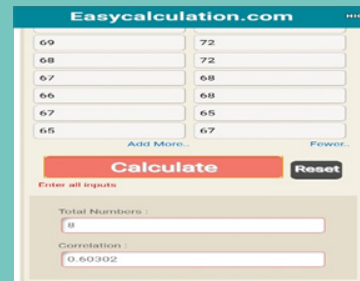 Easycalculation.com
69 72
68 72
67 68
66 68
67 65
65 67
Add More.. Fewer..
Calculate Reset
Enter all inputs
Total Numbers :
8
Correlation :
0.60302